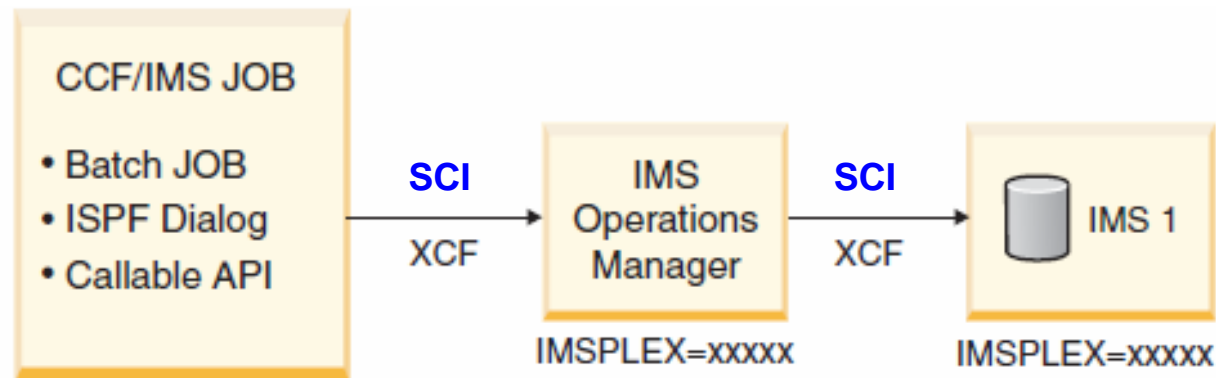 CCF/IMS JOB
• Batch JOB
• ISPF Dialog
• Callable API
SCI
XCF
IMS
Operations
Manager
IMSPLEX=xxxxx
SCI
XCF
IMS 1
IMSPLEX=xxxxx